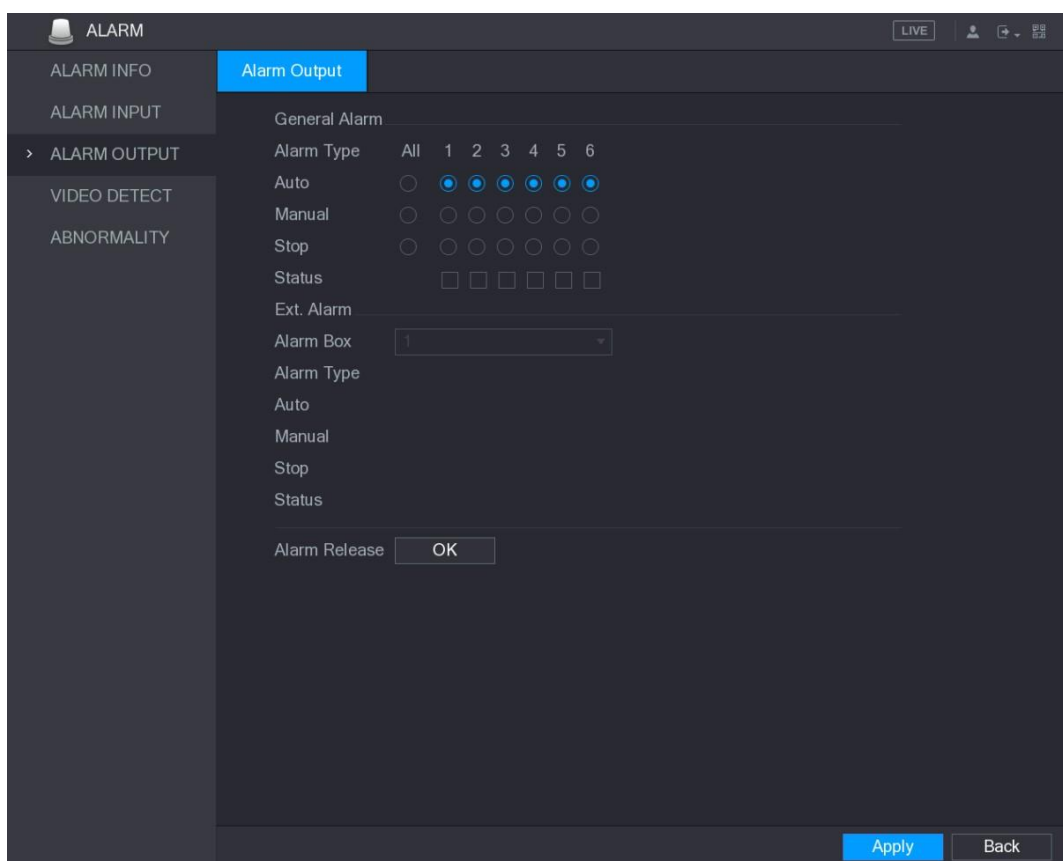 ALARM LIVE
ALARM INFO
ALARM INPUT
> ALARM OUTPUT
VIDEO DETECT
ABNORMALITY
Alarm Output
General Alarm
Alarm Type All 1 2 3 4 5 6
Auto
Manual
Stop
Status
Ext. Alarm
Alarm Box 1
Alarm Type
Auto
Manual
Stop
Status
Alarm Release OK
Apply Back